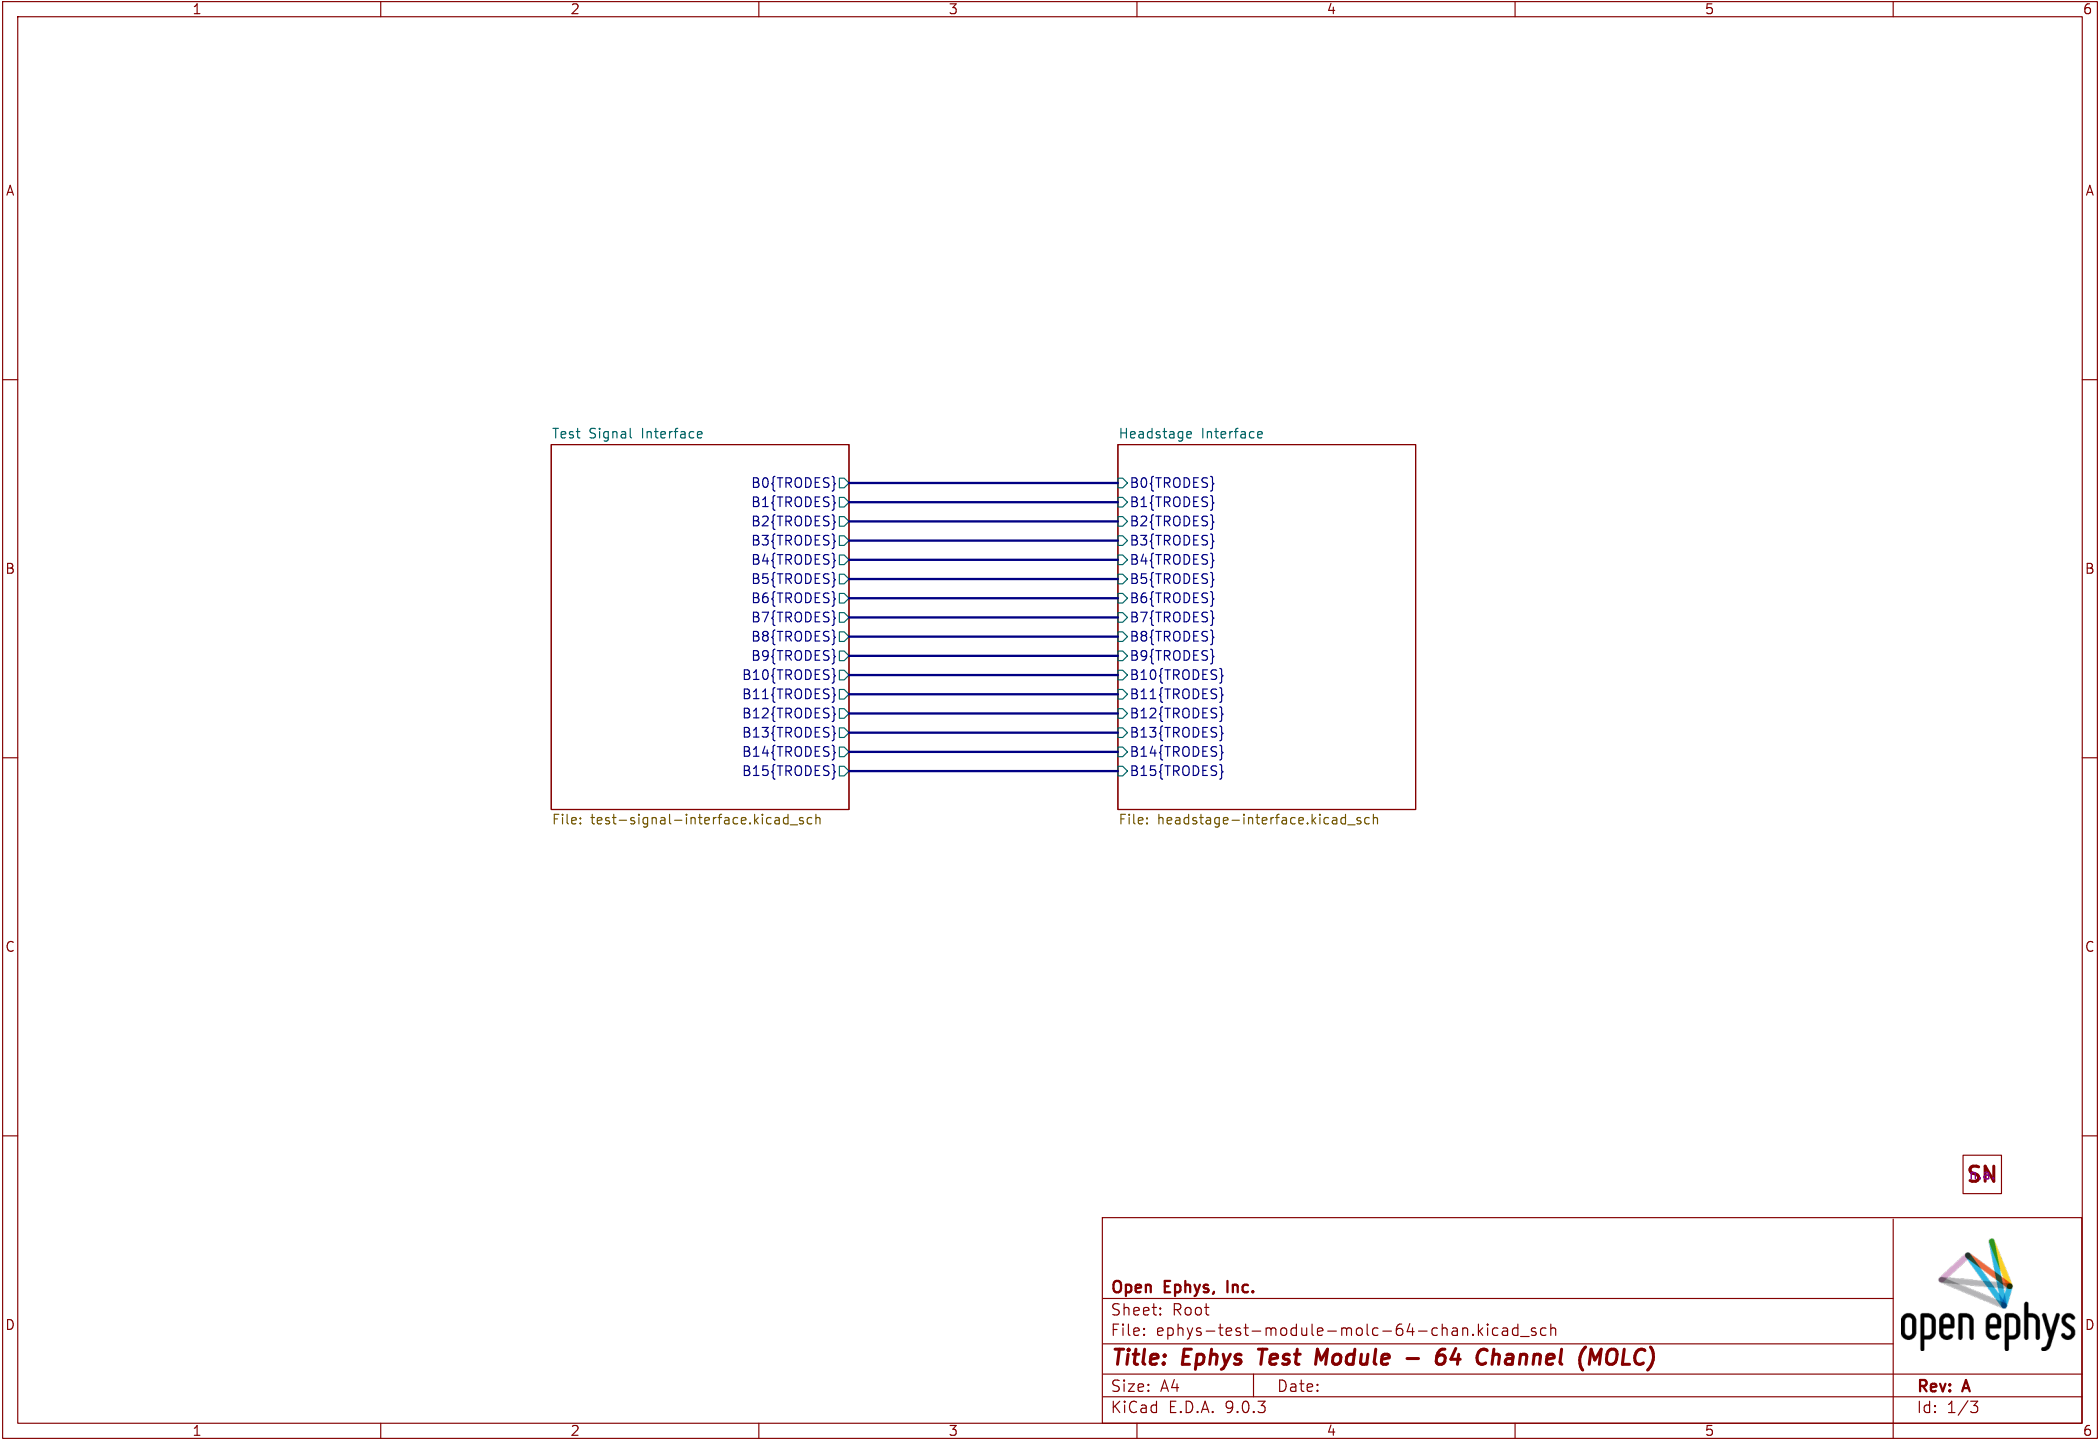 1 2 3 4 5 6
A A
Test Signal Interface
Headstage Interface
B0{TRODES} B0{TRODES}
B1{TRODES} B1{TRODES}
B2{TRODES} B2{TRODES}
B3{TRODES} B3{TRODES}
B4{TRODES} B4{TRODES}
B B
B5{TRODES} B5{TRODES}
B6{TRODES} B6{TRODES}
B7{TRODES} B7{TRODES}
B8{TRODES} B8{TRODES}
B9{TRODES} B9{TRODES}
B10{TRODES} B10{TRODES}
B11{TRODES} B11{TRODES}
B12{TRODES} B12{TRODES}
B13{TRODES} B13{TRODES}
B14{TRODES} B14{TRODES}
B15{TRODES} B15{TRODES}
File: test-signal-interface.kicad_sch
File: headstage-interface.kicad_sch
C C
SN
Open Ephys, Inc.
Sheet: Root
File: ephys-test-module-molc-64-chan.kicad_sch
open ephys
D D
Title: Ephys Test Module - 64 Channel (MOLC)
Size: A4 Date:
Rev: A
KiCad E.D.A. 9.0.3
Id: 1/3
1 2 3 4 5 6